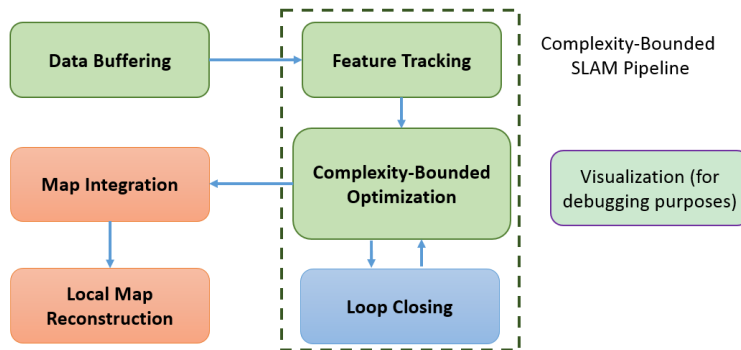 Data Buffering
Feature Tracking
Complexity-Bounded
SLAM Pipeline
Map Integration
Complexity-Bounded
Optimization
Visualization (for
debugging purposes)
Local Map
Reconstruction
Loop Closing